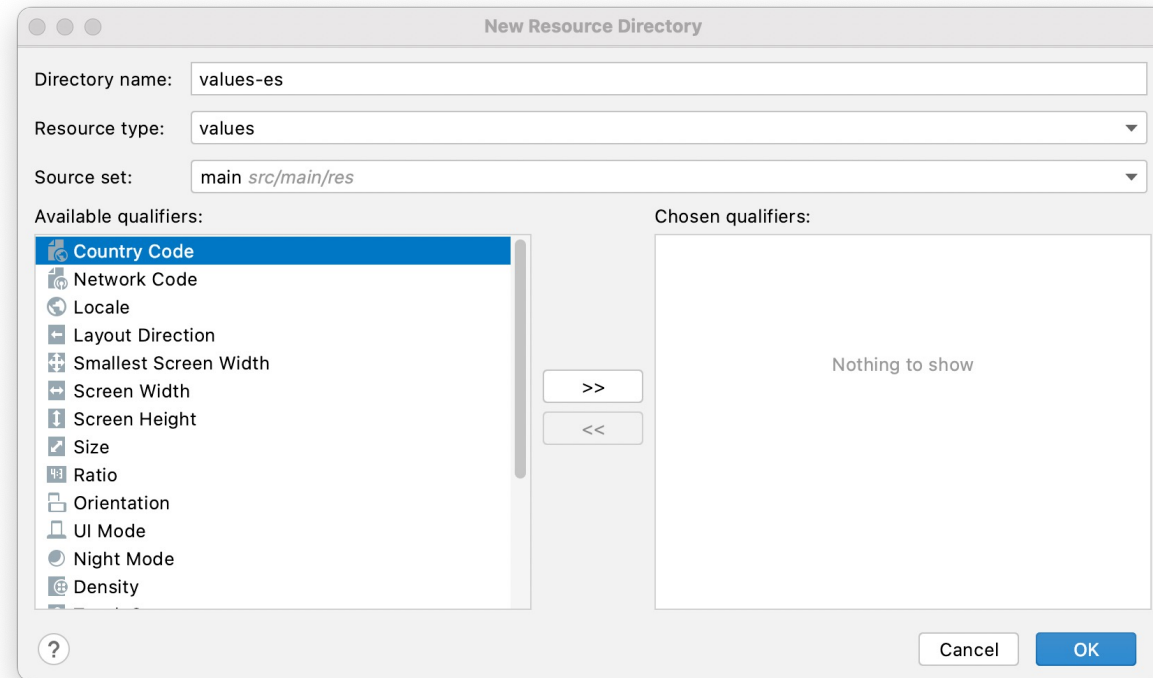 New Resource Directory
Directory name: values-es
Resource type: values
Source set: main src/main/res
Available qualifiers:
Chosen qualifiers:
Country Code
Network Code
Locale
Layout Direction
Smallest Screen Width
Screen Width
Screen Height
Size
4:3 Ratio
Orientation
UI Mode
Night Mode
Density
>>
<<
Nothing to show
?
Cancel
OK